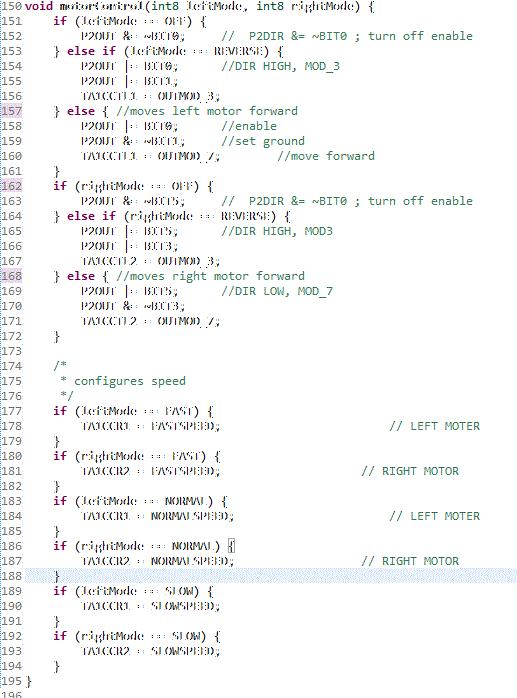 150 void motorControl(int8 leftMode, int8 rightMode) {
151     if (leftMode == OFF) {
152         P2OUT &= ~BIT0;     //  P2DIR &= ~BIT0 ; turn off enable
153     } else if (leftMode == REVERSE) {
154         P2OUT |= BIT0;      //DIR HIGH, MOD_3
155         P2OUT |= BIT1;
156         TA1CCTL1 = OUTMOD_3;
157     } else { //moves left motor forward
158         P2OUT |= BIT0;      //enable
159         P2OUT &= ~BIT1;     //set ground
160         TA1CCTL1 = OUTMOD_7;        //move forward
161     }
162     if (rightMode == OFF) {
163         P2OUT &= ~BIT5;     //  P2DIR &= ~BIT0 ; turn off enable
164     } else if (rightMode == REVERSE) {
165         P2OUT |= BIT5;      //DIR HIGH, MOD3
166         P2OUT |= BIT3;
167         TA1CCTL2 = OUTMOD_3;
168     } else { //moves right motor forward
169         P2OUT |= BIT5;      //DIR LOW, MOD_7
170         P2OUT &= ~BIT3;
171         TA1CCTL2 = OUTMOD_7;
172     }
173
174     /*
175      * configures speed
176      */
177     if (leftMode == FAST) {
178         TA1CCR1 = FASTSPEED;                        // LEFT MOTER
179     }
180     if (rightMode == FAST) {
181         TA1CCR2 = FASTSPEED;                    // RIGHT MOTOR
182     }
183     if (leftMode == NORMAL) {
184         TA1CCR1 = NORMALSPEED;                      // LEFT MOTER
185     }
186     if (rightMode == NORMAL) {
187         TA1CCR2 = NORMALSPEED;                  // RIGHT MOTOR
188     }
189     if (leftMode == SLOW) {
190         TA1CCR1 = SLOWSPEED;
191     }
192     if (rightMode == SLOW) {
193         TA1CCR2 = SLOWSPEED;
194     }
195 }
196